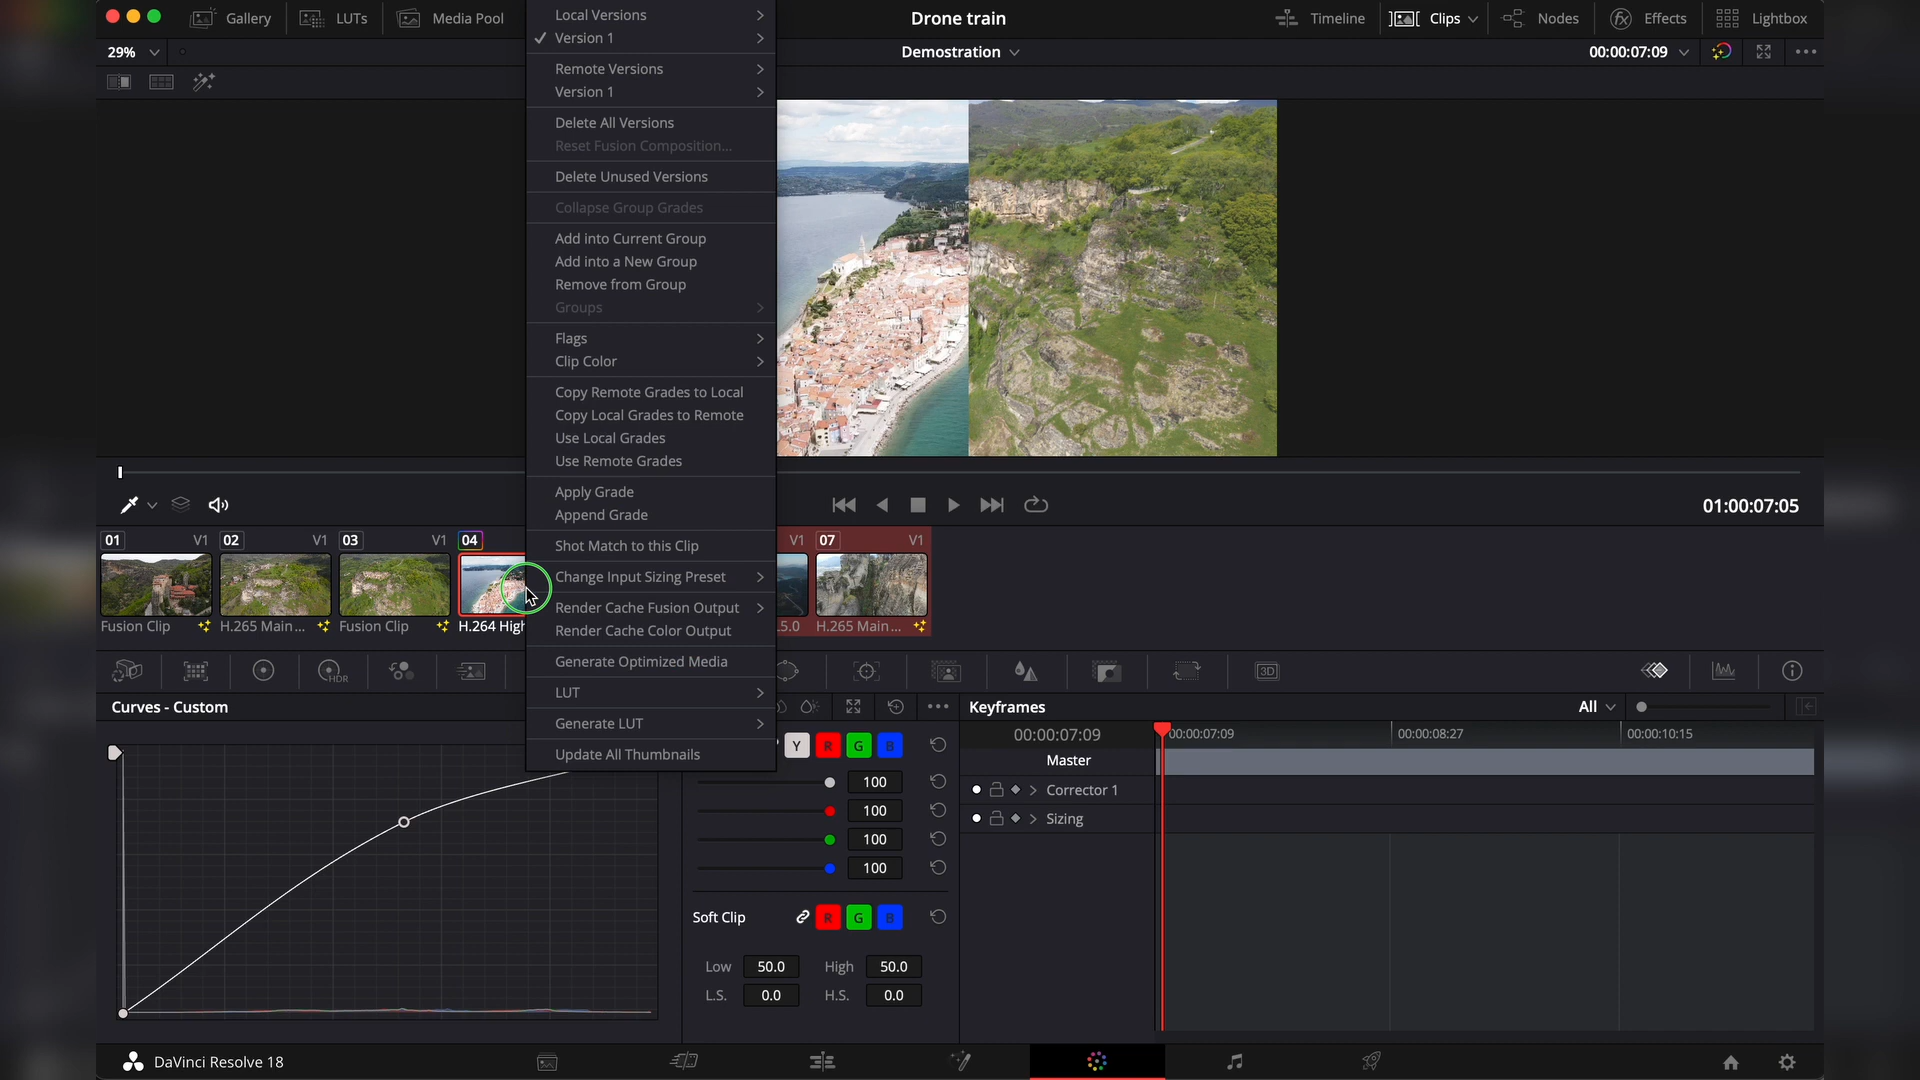 Gallery
LUTs
Media Pool
Drone train
Timeline
Clips
Nodes
Effects
Lightbox
29%
Demostration
00:00:07:09
Local Versions
Version 1
Remote Versions
Version 1
Delete All Versions
Reset Fusion Composition...
Delete Unused Versions
Collapse Group Grades
Add into Current Group
Add into a New Group
Remove from Group
Groups
Flags
Clip Color
Copy Remote Grades to Local
Copy Local Grades to Remote
Use Local Grades
Use Remote Grades
Apply Grade
Append Grade
Shot Match to this Clip
Change Input Sizing Preset
Render Cache Fusion Output
Render Cache Color Output
Generate Optimized Media
LUT
Generate LUT
Update All Thumbnails
01:00:07:05
01 V1 02 V1 03 V1 04 V1 07 V1
Fusion Clip H.265 Main... Fusion Clip H.264 High L5.0 H.265 Main...
HDR
3D
Curves - Custom
Keyframes
All
00:00:07:09 00:00:07:09 00:00:08:27 00:00:10:15
Y R G B
Master
100
Corrector 1
100
Sizing
100
100
Soft Clip R G B
Low 50.0 High 50.0
L.S. 0.0 H.S. 0.0
DaVinci Resolve 18